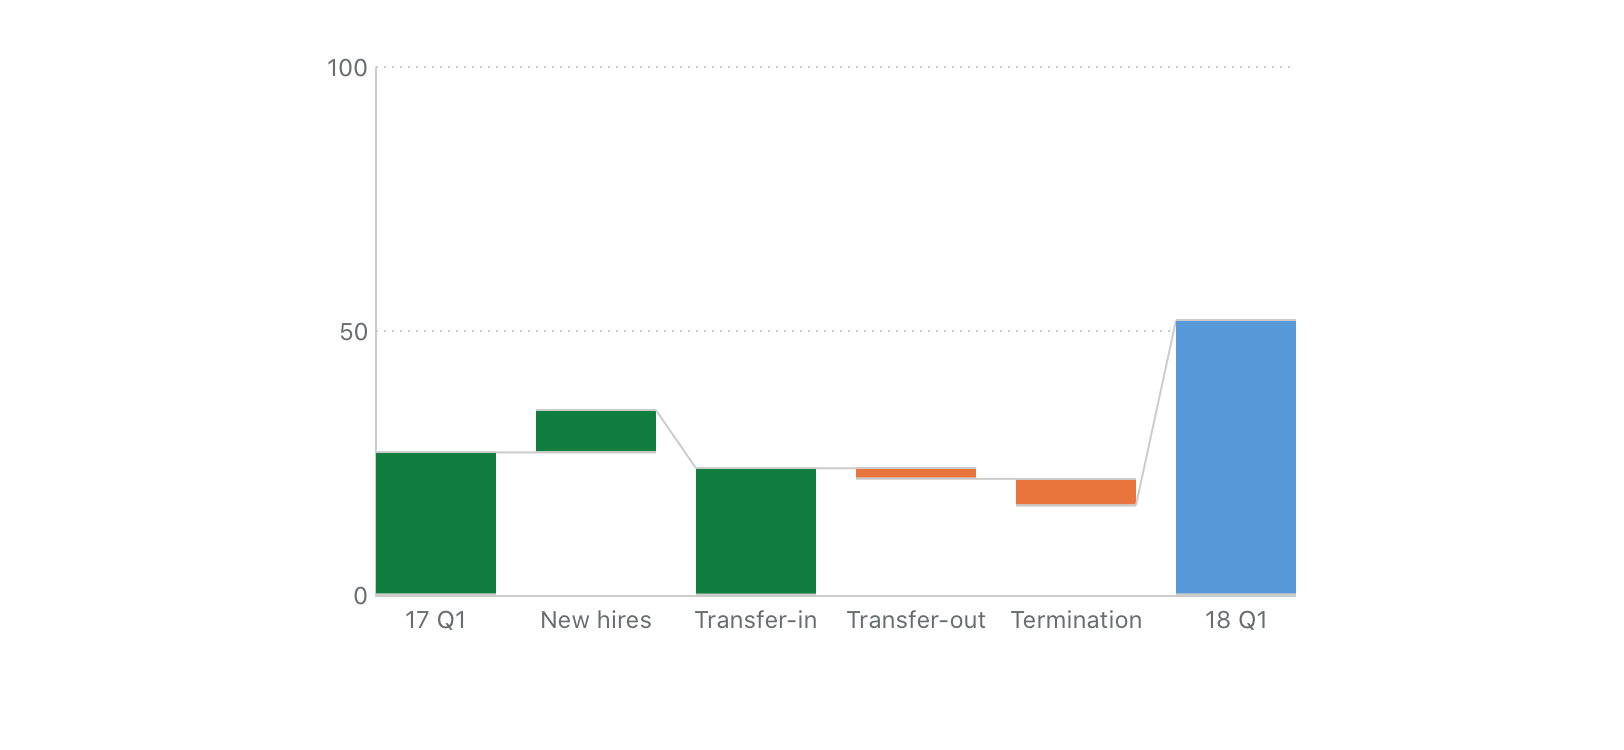 100
50
0
17 Q1
New hires
Transfer-in
Transfer-out
Termination
18 Q1